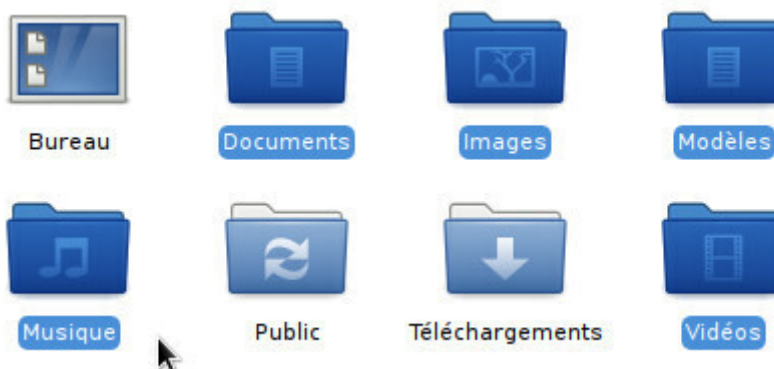 Bureau
Documents
Images
Modèles
Musique
Public
Téléchargements
Vidéos